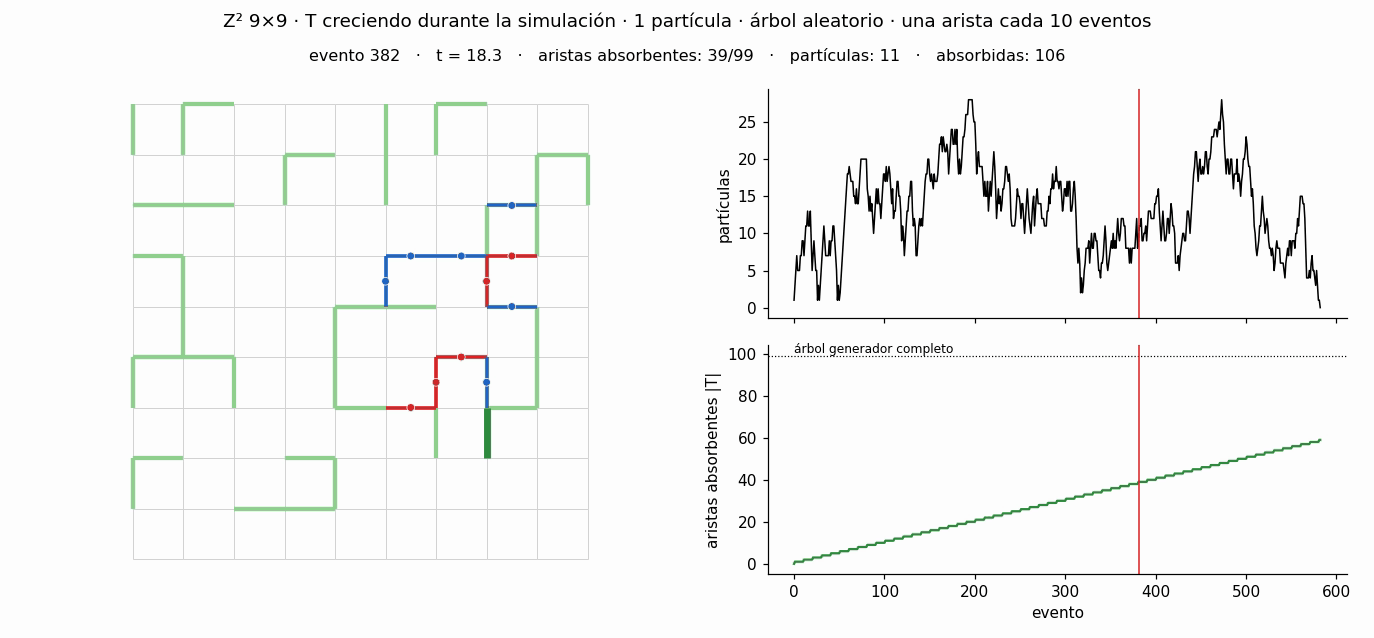 Z² 9×9 · T creciendo durante la simulación · 1 partícula · árbol aleatorio · una arista cada 10 eventos
evento 382 · t = 18.3 · aristas absorbentes: 39/99 · partículas: 11 · absorbidas: 106
partículas
25
20
15
10
5
0
aristas absorbentes |T|
árbol generador completo
100
80
60
40
20
0
0 100 200 300 400 500 600
evento